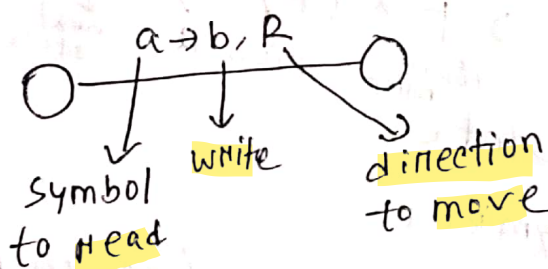 a → b, R
symbol
to read
write
direction
to move